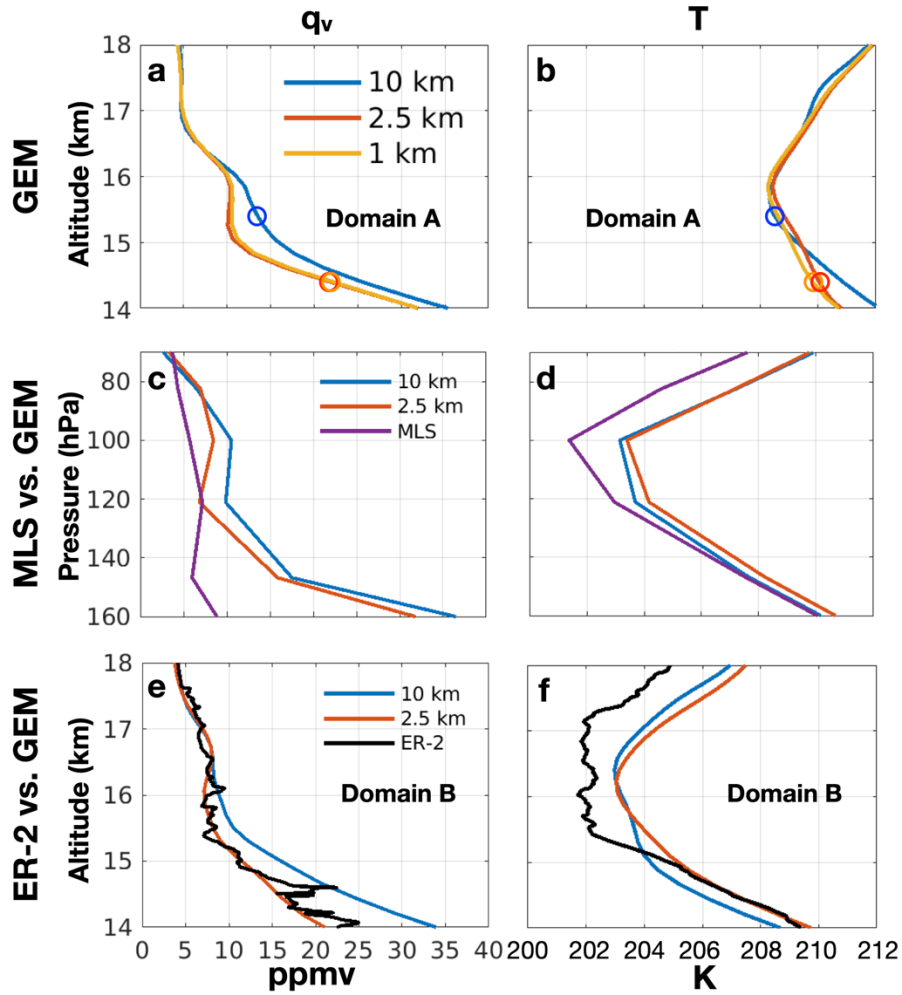 qv T
GEM
Altitude (km)
18
17
16
15
14
a
10 km
2.5 km
1 km
Domain A
b
Domain A
MLS vs. GEM
Pressure (hPa)
80
100
120
140
160
c
10 km
2.5 km
MLS
d
ER-2 vs. GEM
Altitude (km)
18
17
16
15
14
e
10 km
2.5 km
ER-2
Domain B
f
Domain B
0 5 10 15 20 25 30 35 40
200 202 204 206 208 210 212
ppmv K